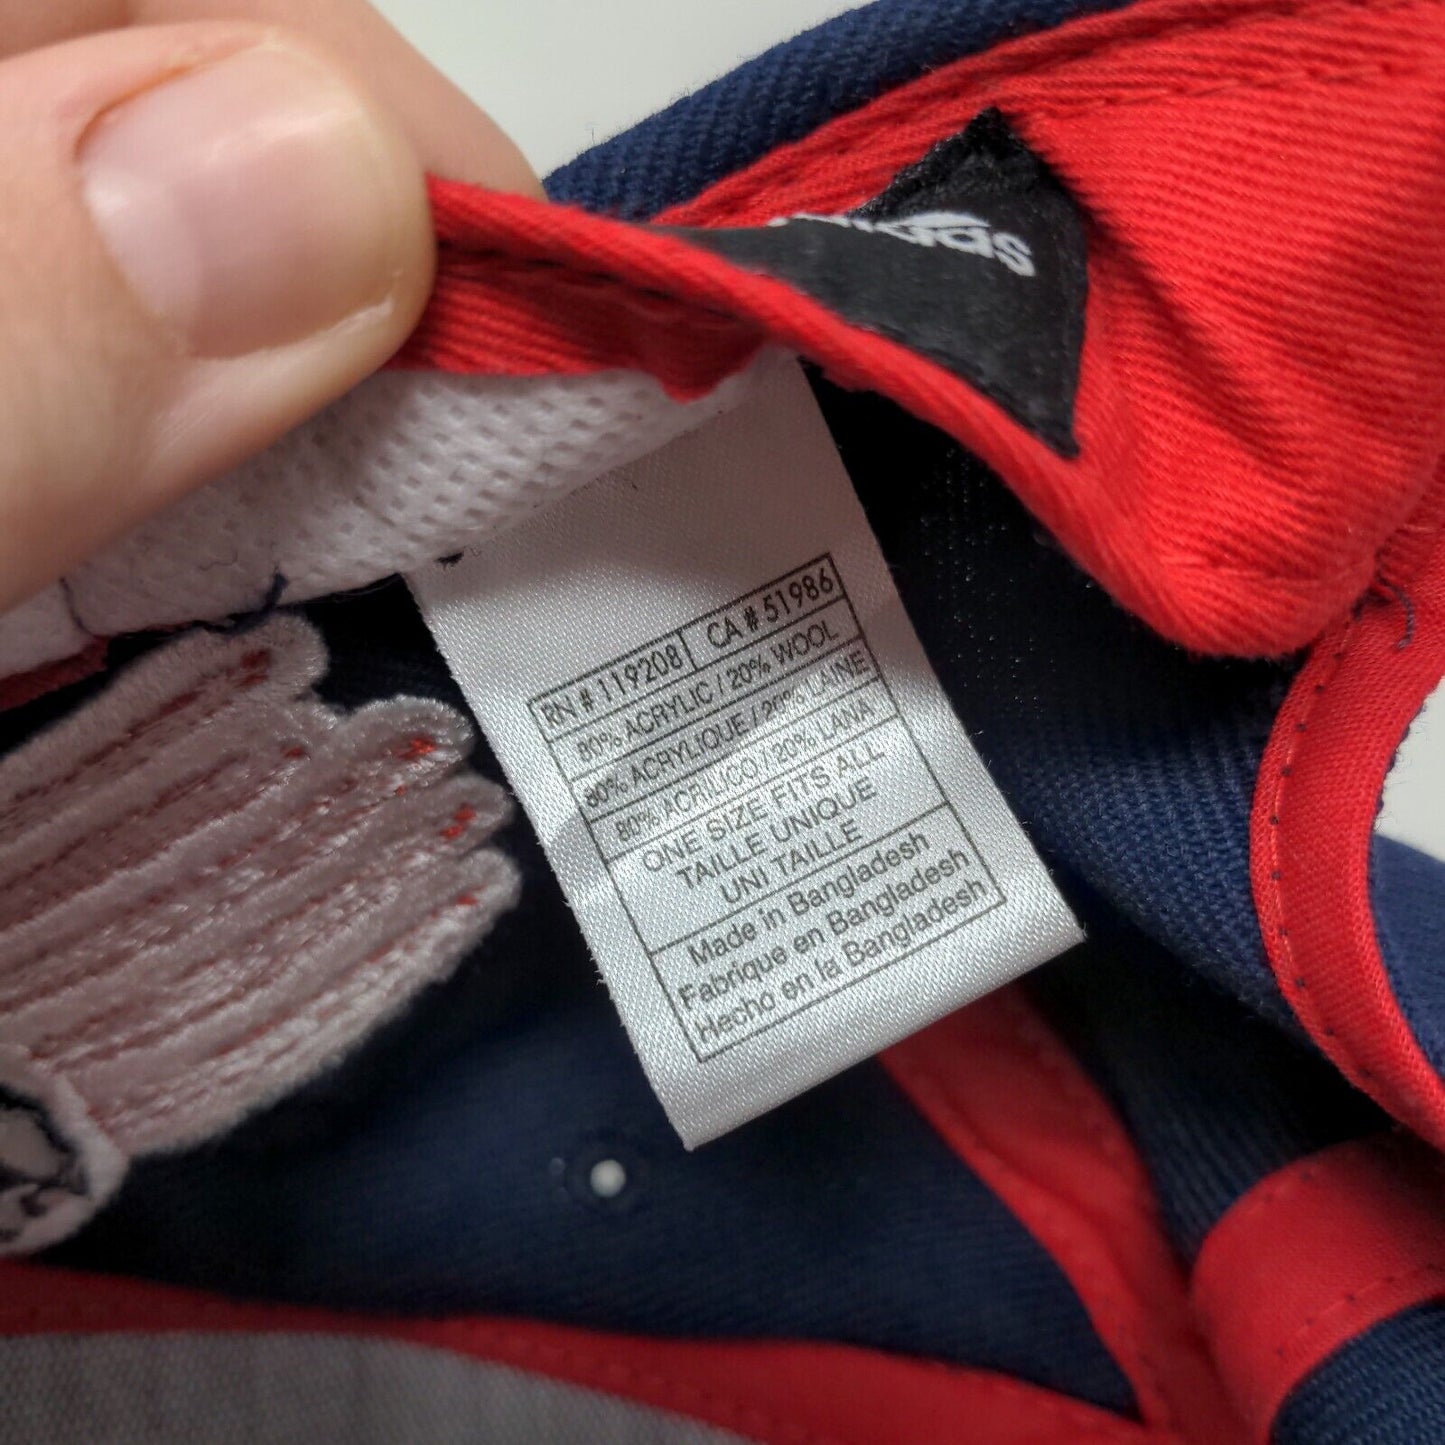 adidas
RN # 119208 CA # 51986
80% ACRYLIC / 20% WOOL
80% ACRYLIQUE / 20% LAINE
80% ACRILICO / 20% LANA
ONE SIZE FITS ALL
TAILLE UNIQUE
UNI TAILLE
Made in Bangladesh
Fabrique en Bangladesh
Hecho en la Bangladesh